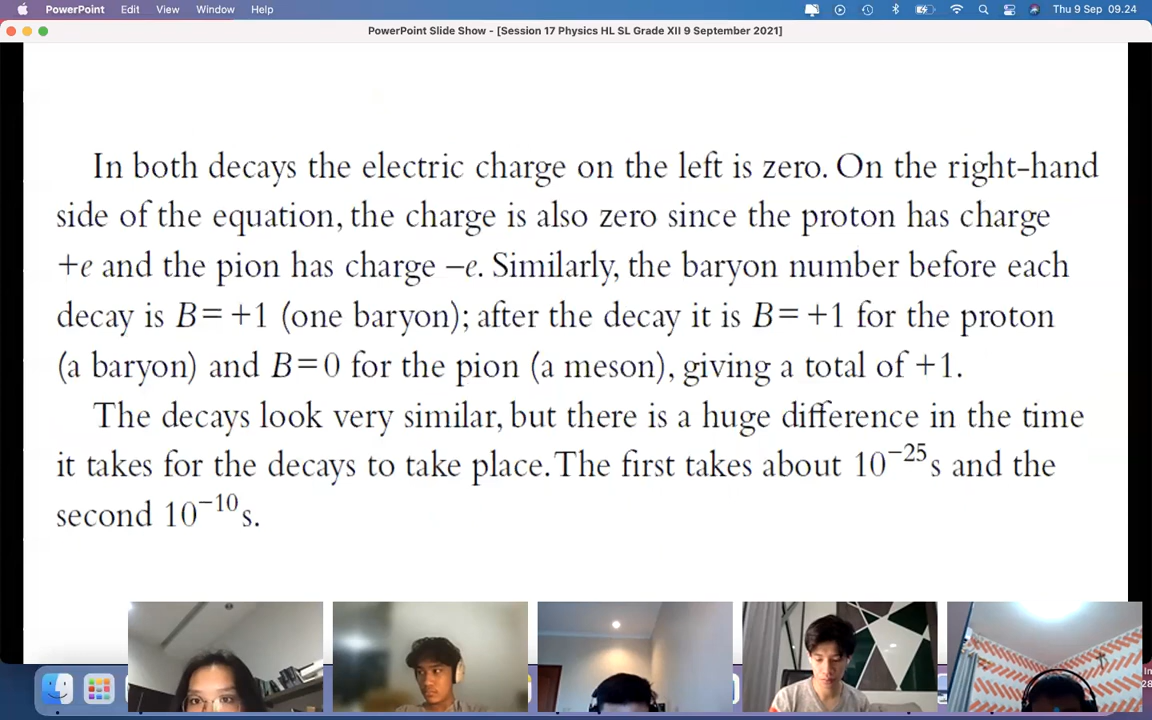 PowerPoint Edit View Window Help Thu 9 Sep 09.24
PowerPoint Slide Show - [Session 17 Physics HL SL Grade XII 9 September 2021]
In both decays the electric charge on the left is zero. On the right-hand
side of the equation, the charge is also zero since the proton has charge
+e and the pion has charge −e. Similarly, the baryon number before each
decay is B= +1 (one baryon); after the decay it is B= +1 for the proton
(a baryon) and B=0 for the pion (a meson), giving a total of +1.
The decays look very similar, but there is a huge difference in the time
it takes for the decays to take place. The first takes about 10⁻²⁵ s and the
second 10⁻¹⁰ s.